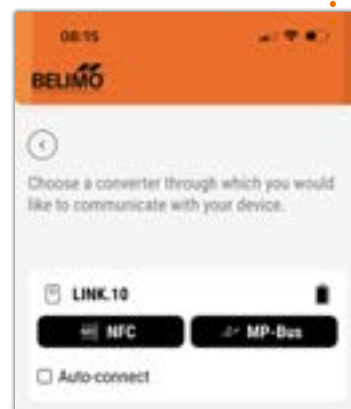 08:15
BELIMO
Choose a converter through which you would
like to communicate with your device.
LINK.10
NFC MP-Bus
Auto-connect